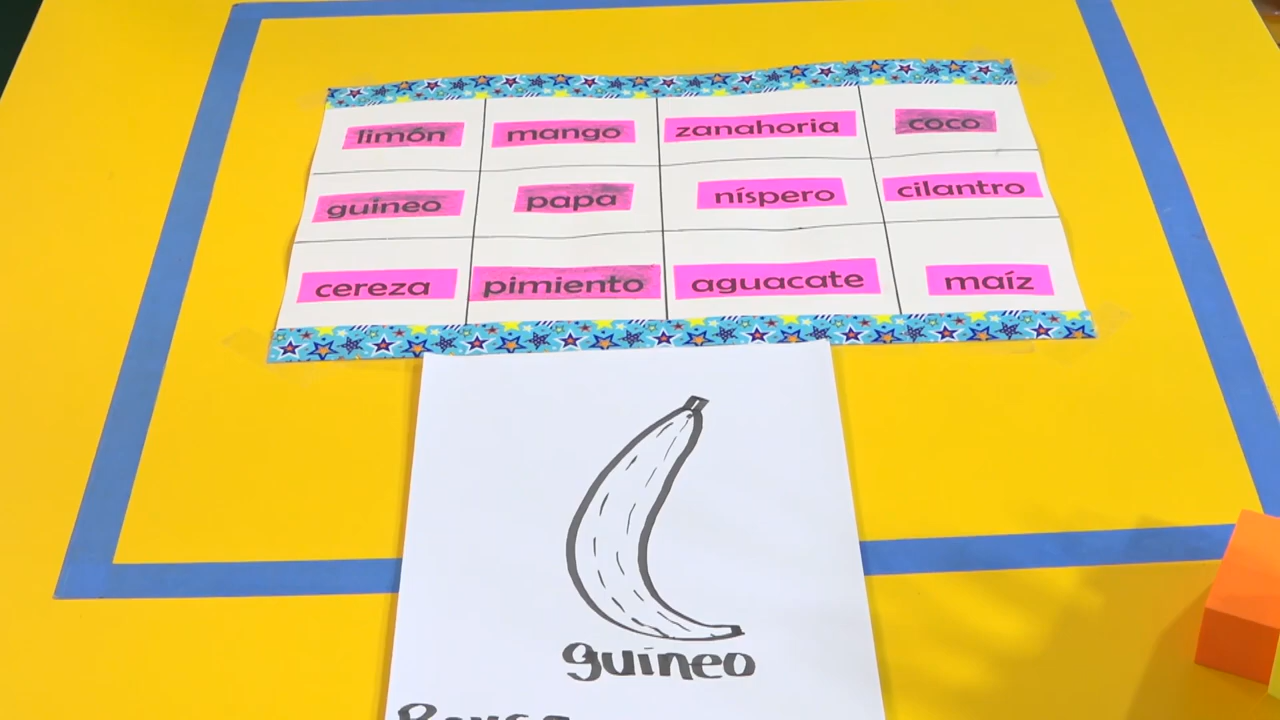 limón mango zanahoria coco
guineo papa níspero cilantro
cereza pimiento aguacate maíz
guineo